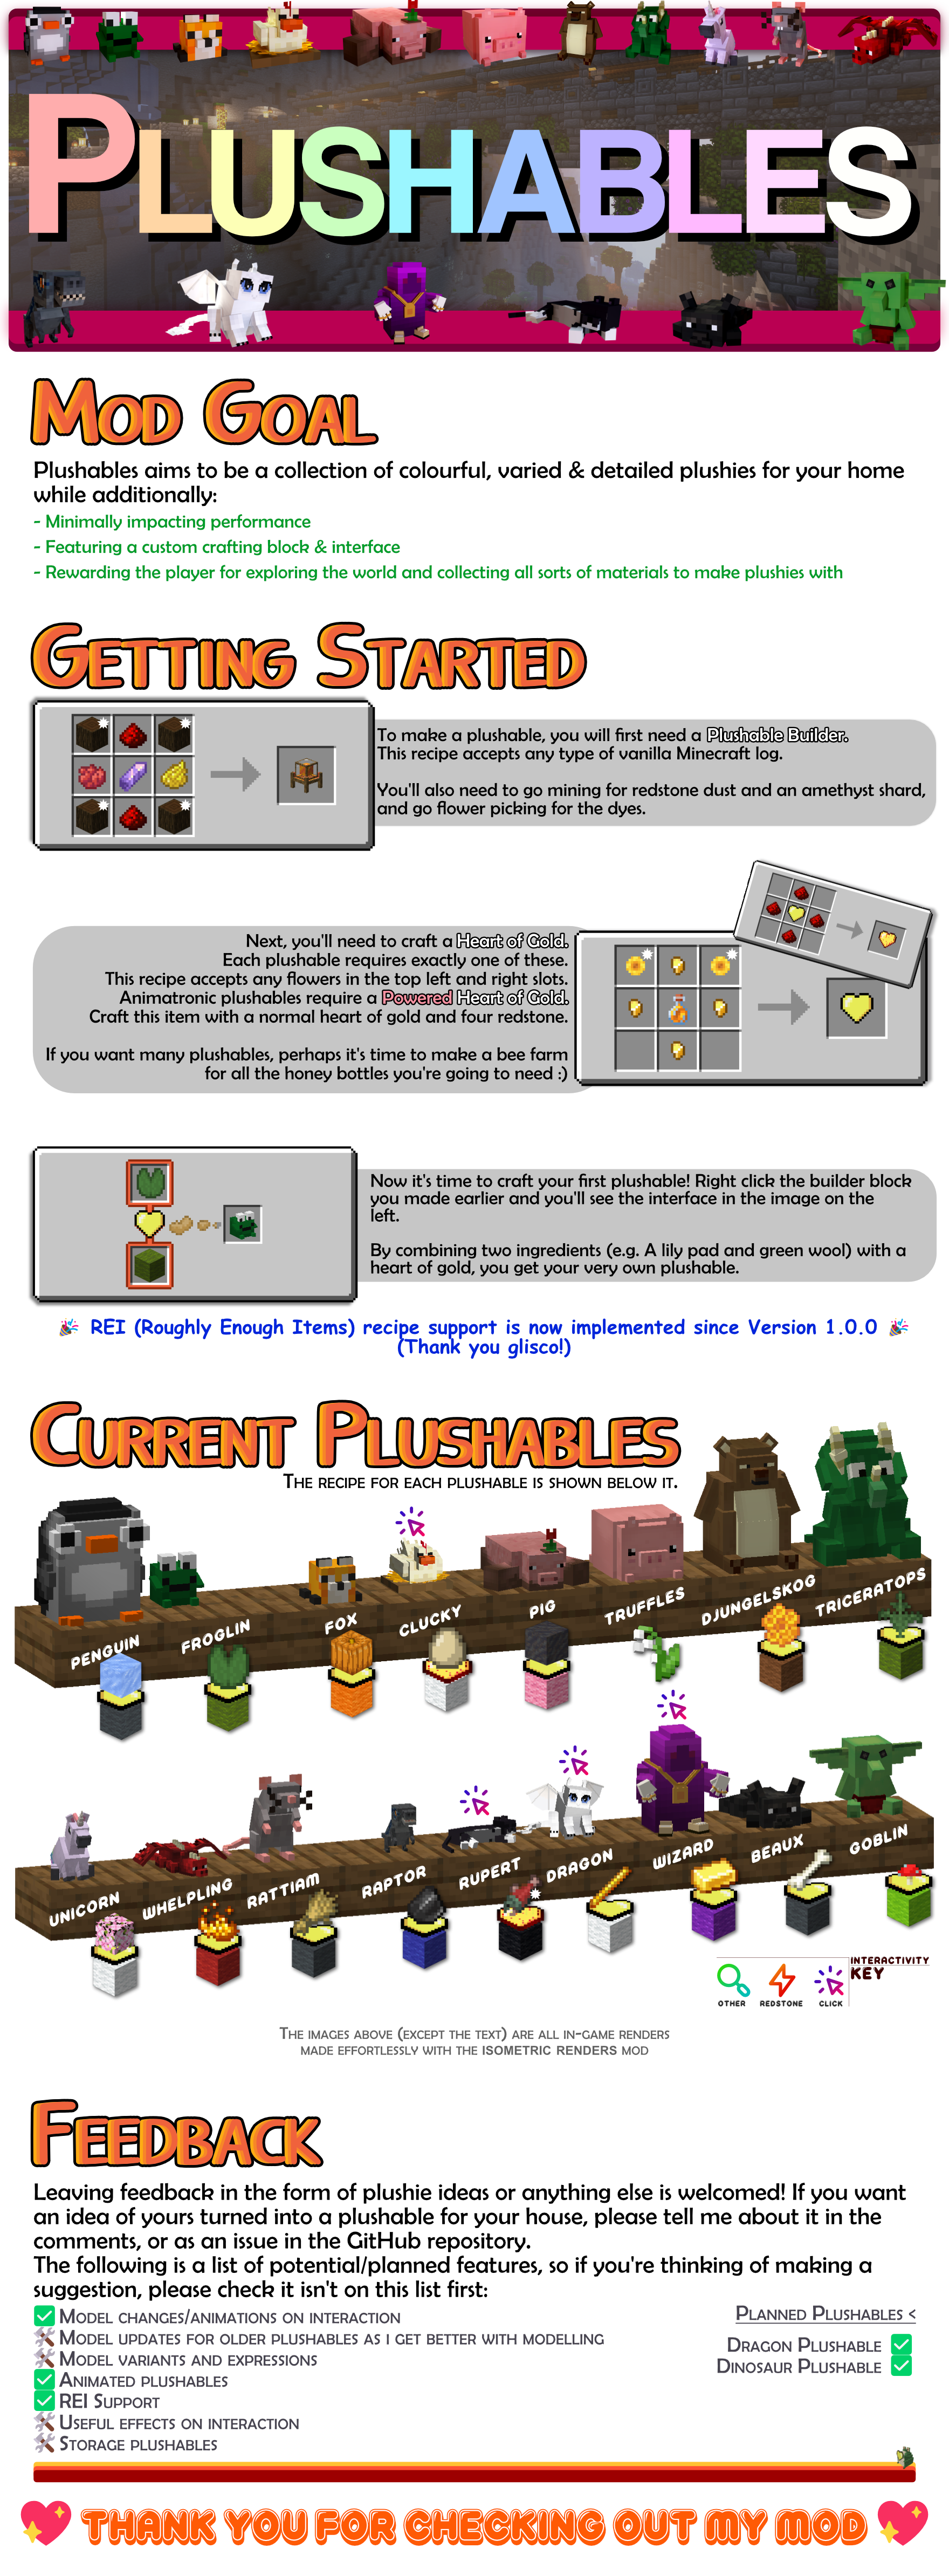 PLUSHABLES
MOD GOAL
Plushables aims to be a collection of colourful, varied & detailed plushies for your home
while additionally:
- Minimally impacting performance
- Featuring a custom crafting block & interface
- Rewarding the player for exploring the world and collecting all sorts of materials to make plushies with
GETTING STARTED
To make a plushable, you will first need a Plushable Builder.
This recipe accepts any type of vanilla Minecraft log.
You'll also need to go mining for redstone dust and an amethyst shard,
and go flower picking for the dyes.
Next, you'll need to craft a Heart of Gold.
Each plushable requires exactly one of these.
This recipe accepts any flowers in the top left and right slots.
Animatronic plushables require a Powered Heart of Gold.
Craft this item with a normal heart of gold and four redstone.
If you want many plushables, perhaps it's time to make a bee farm
for all the honey bottles you're going to need :)
Now it's time to craft your first plushable! Right click the builder block
you made earlier and you'll see the interface in the image on the
left.
By combining two ingredients (e.g. A lily pad and green wool) with a
heart of gold, you get your very own plushable.
🎉 REI (Roughly Enough Items) recipe support is now implemented since Version 1.0.0 🎉
(Thank you glisco!)
CURRENT PLUSHABLES
THE RECIPE FOR EACH PLUSHABLE IS SHOWN BELOW IT.
PENGUIN
FROGLIN
FOX
CLUCKY
PIG
TRUFFLES
DJUNGELSKOG
TRICERATOPS
UNICORN
WHELPLING
RATTIAM
RAPTOR
RUPERT
DRAGON
WIZARD
BEAUX
GOBLIN
INTERACTIVITY
KEY
OTHER REDSTONE CLICK
THE IMAGES ABOVE (EXCEPT THE TEXT) ARE ALL IN-GAME RENDERS
MADE EFFORTLESSLY WITH THE ISOMETRIC RENDERS MOD
FEEDBACK
Leaving feedback in the form of plushie ideas or anything else is welcomed! If you want
an idea of yours turned into a plushable for your house, please tell me about it in the
comments, or as an issue in the GitHub repository.
The following is a list of potential/planned features, so if you're thinking of making a
suggestion, please check it isn't on this list first:
✅ MODEL CHANGES/ANIMATIONS ON INTERACTION
🛠 MODEL UPDATES FOR OLDER PLUSHABLES AS I GET BETTER WITH MODELLING
🛠 MODEL VARIANTS AND EXPRESSIONS
✅ ANIMATED PLUSHABLES
✅ REI SUPPORT
🛠 USEFUL EFFECTS ON INTERACTION
🛠 STORAGE PLUSHABLES
PLANNED PLUSHABLES <
DRAGON PLUSHABLE ✅
DINOSAUR PLUSHABLE ✅
💖 THANK YOU FOR CHECKING OUT MY MOD 💖